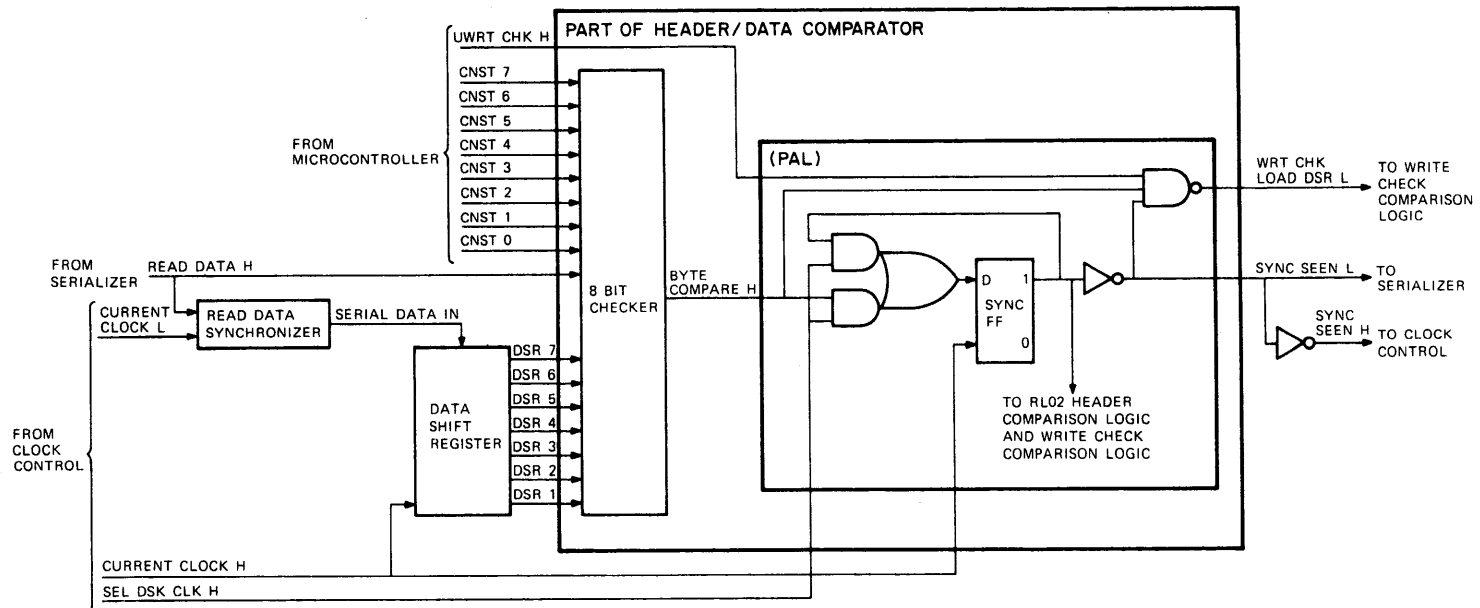 PART OF HEADER/DATA COMPARATOR
UWRT CHK H
CNST 7
CNST 6
CNST 5
CNST 4
CNST 3
CNST 2
CNST 1
CNST 0
FROM
MICROCONTROLLER
(PAL)
WRT CHK
LOAD DSR L
TO WRITE
CHECK
COMPARISON
LOGIC
FROM
SERIALIZER
READ DATA H
8 BIT
CHECKER
BYTE
COMPARE H
D 1
SYNC
FF
0
SYNC SEEN L
TO
SERIALIZER
SYNC
SEEN H
TO CLOCK
CONTROL
CURRENT
CLOCK L
READ DATA
SYNCHRONIZER
SERIAL DATA IN
DATA
SHIFT
REGISTER
DSR 7
DSR 6
DSR 5
DSR 4
DSR 3
DSR 2
DSR 1
TO RL02 HEADER
COMPARISON LOGIC
AND WRITE CHECK
COMPARISON LOGIC
FROM
CLOCK
CONTROL
CURRENT CLOCK H
SEL DSK CLK H